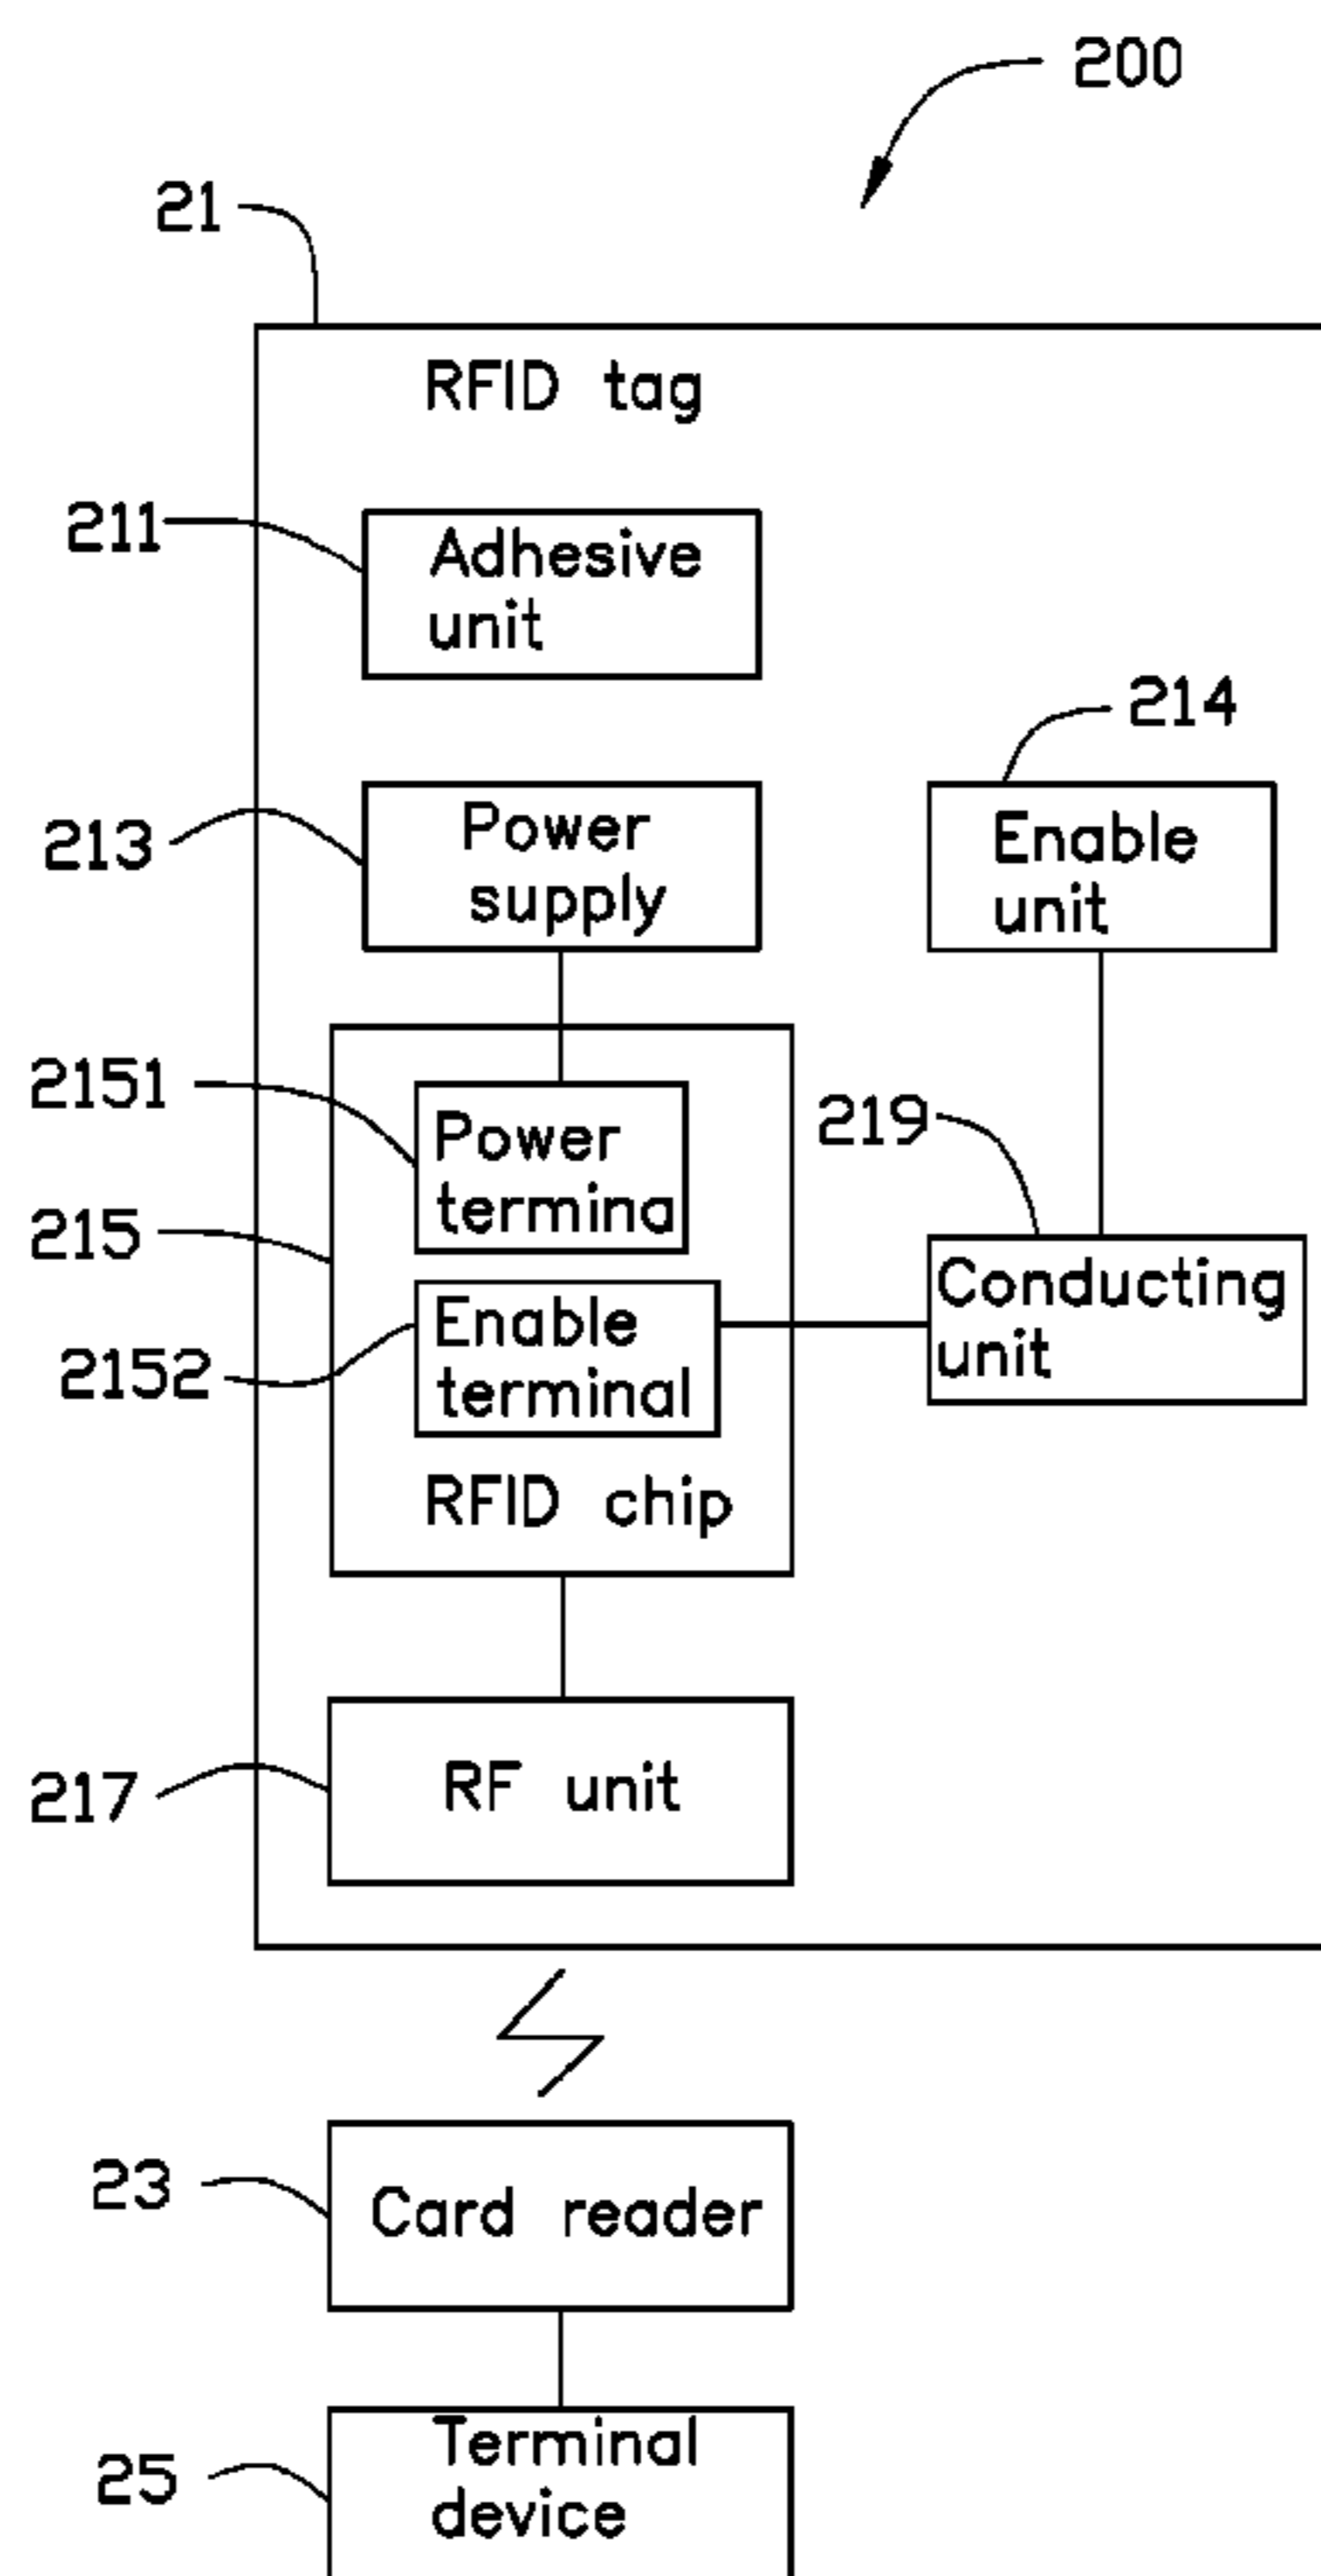 200
21
RFID tag
211
Adhesive
unit
214
213
Power
supply
Enable
unit
2151
Power
termina
219
215
Conducting
unit
2152
Enable
terminal
RFID chip
217
RF unit
23
Card reader
25
Terminal
device